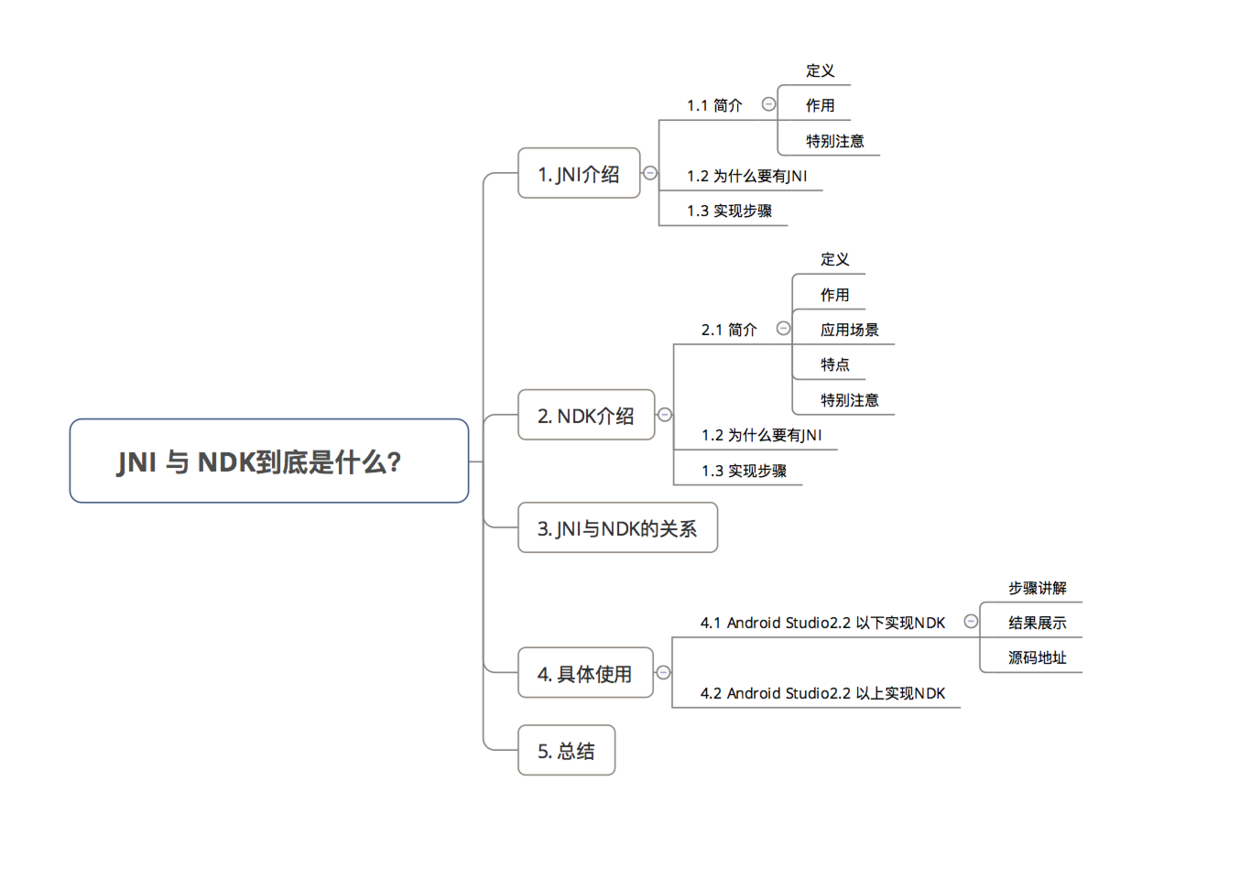 JNI 与 NDK到底是什么?
1. JNI介绍
1.1 简介
定义
作用
特别注意
1.2 为什么要有JNI
1.3 实现步骤
2. NDK介绍
2.1 简介
定义
作用
应用场景
特点
特别注意
1.2 为什么要有JNI
1.3 实现步骤
3. JNI与NDK的关系
4. 具体使用
4.1 Android Studio2.2 以下实现NDK
步骤讲解
结果展示
源码地址
4.2 Android Studio2.2 以上实现NDK
5. 总结